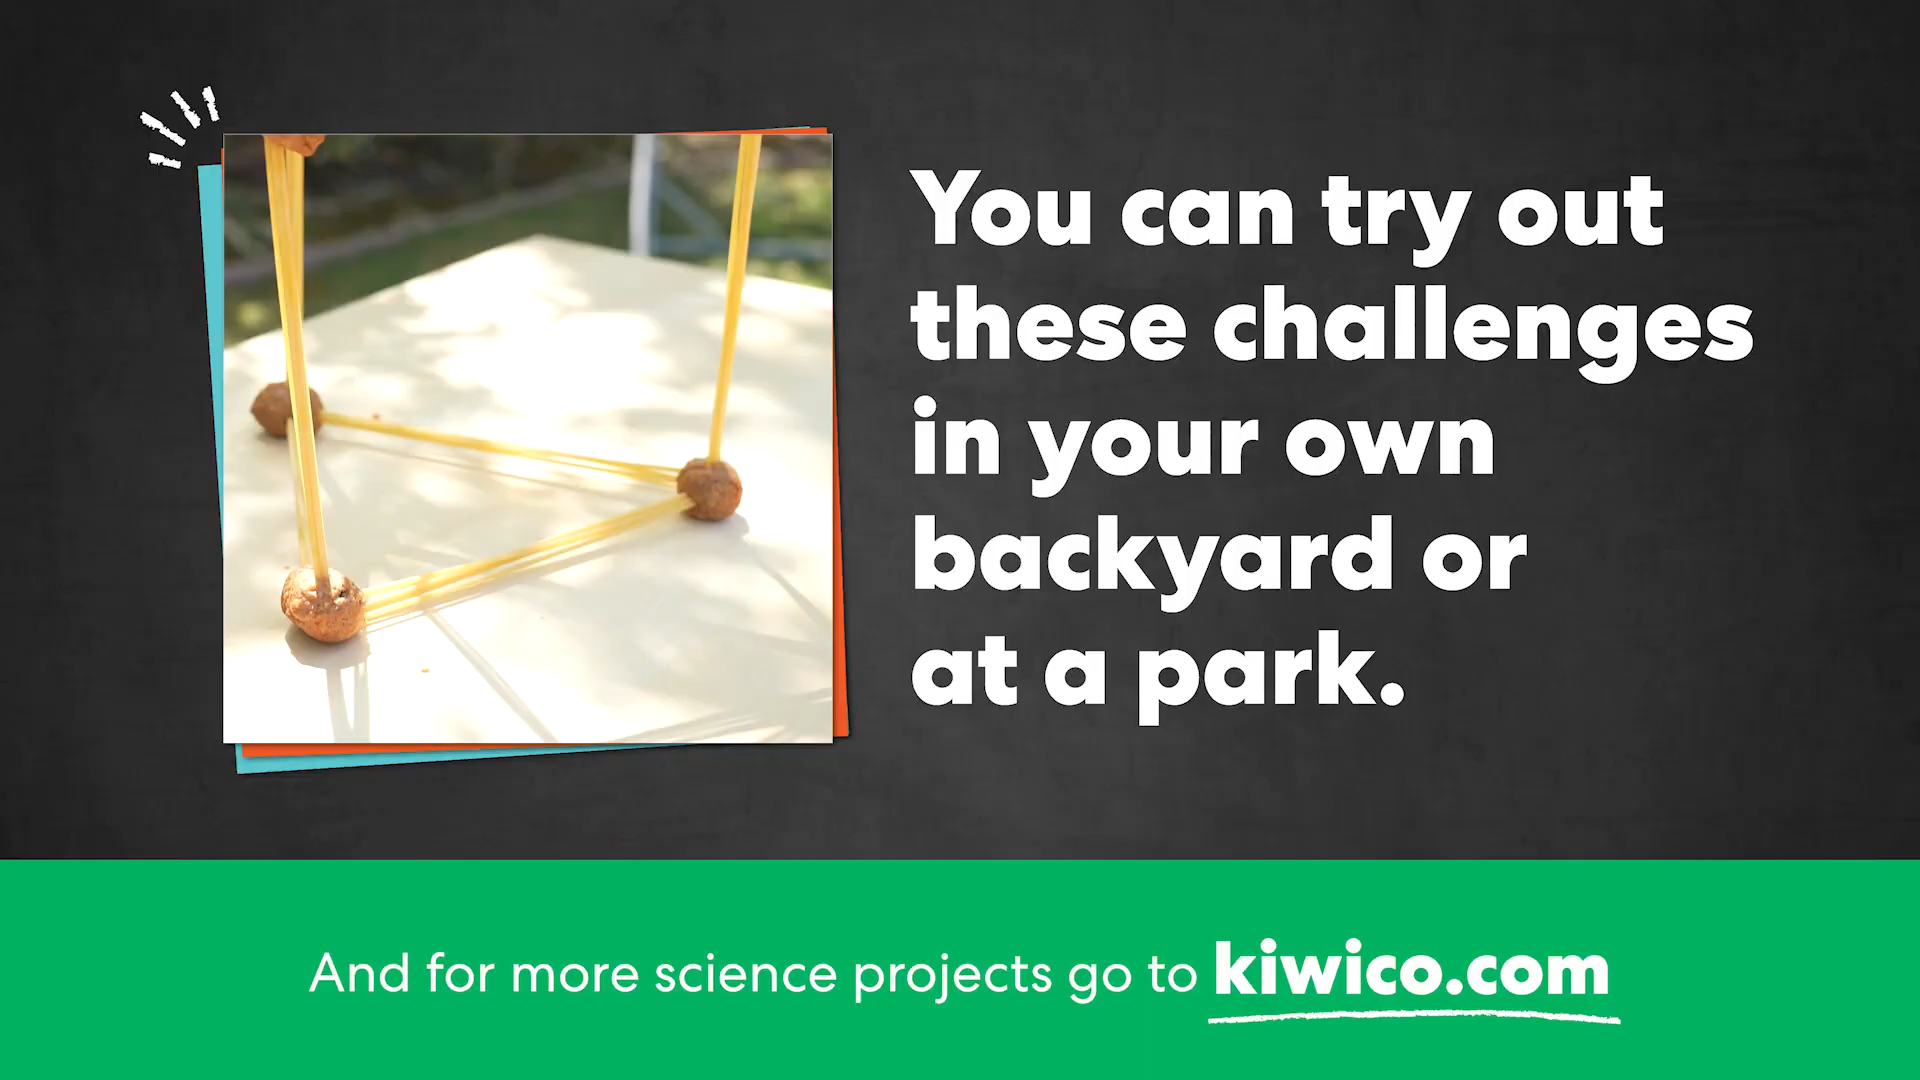 You can try out
these challenges
in your own
backyard or
at a park.
And for more science projects go to kiwico.com